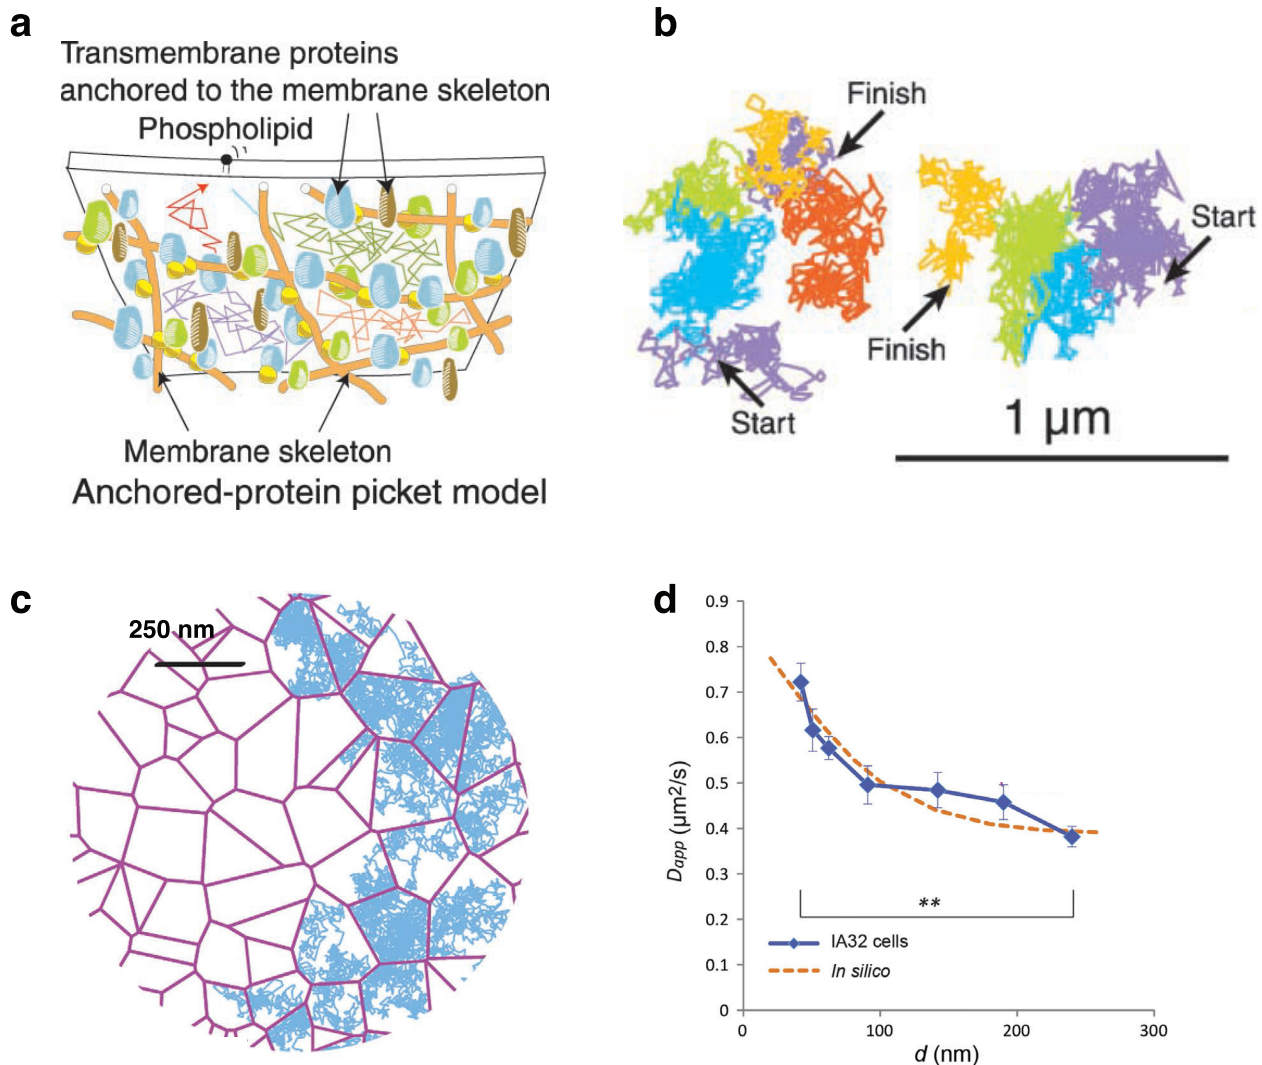 a
Transmembrane proteins
anchored to the membrane skeleton
Phospholipid
Membrane skeleton
Anchored-protein picket model
b
Finish
Start
Finish
Start
1 μm
c
250 nm
d
0.9
0.8
0.7
0.6
0.5
0.4
0.3
0.2
0.1
0
Dapp (μm²/s)
**
IA32 cells
In silico
0
100
200
300
d (nm)